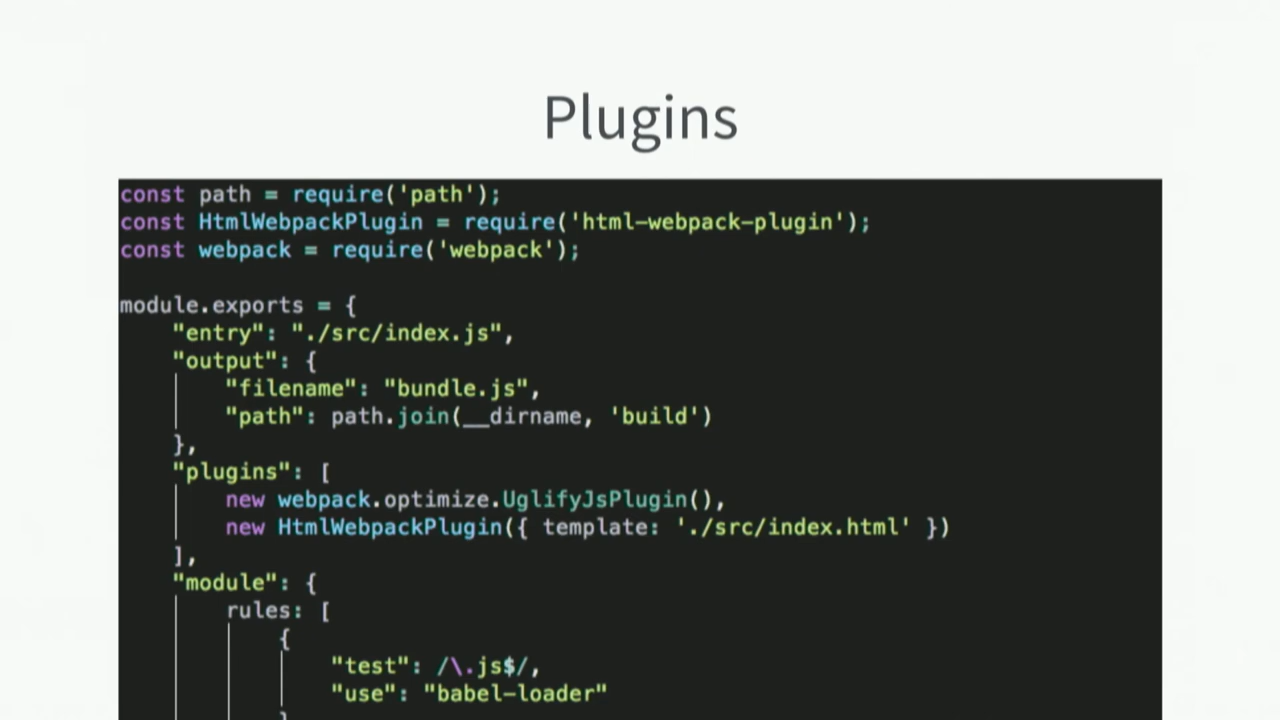 Plugins
const path = require('path');
const HtmlWebpackPlugin = require('html-webpack-plugin');
const webpack = require('webpack');
module.exports = {
    "entry": "./src/index.js",
    "output": {
        "filename": "bundle.js",
        "path": path.join(__dirname, 'build')
    },
    "plugins": [
        new webpack.optimize.UglifyJsPlugin(),
        new HtmlWebpackPlugin({ template: './src/index.html' })
    ],
    "module": {
        rules: [
            {
                "test": /\.js$/,
                "use": "babel-loader"
            }